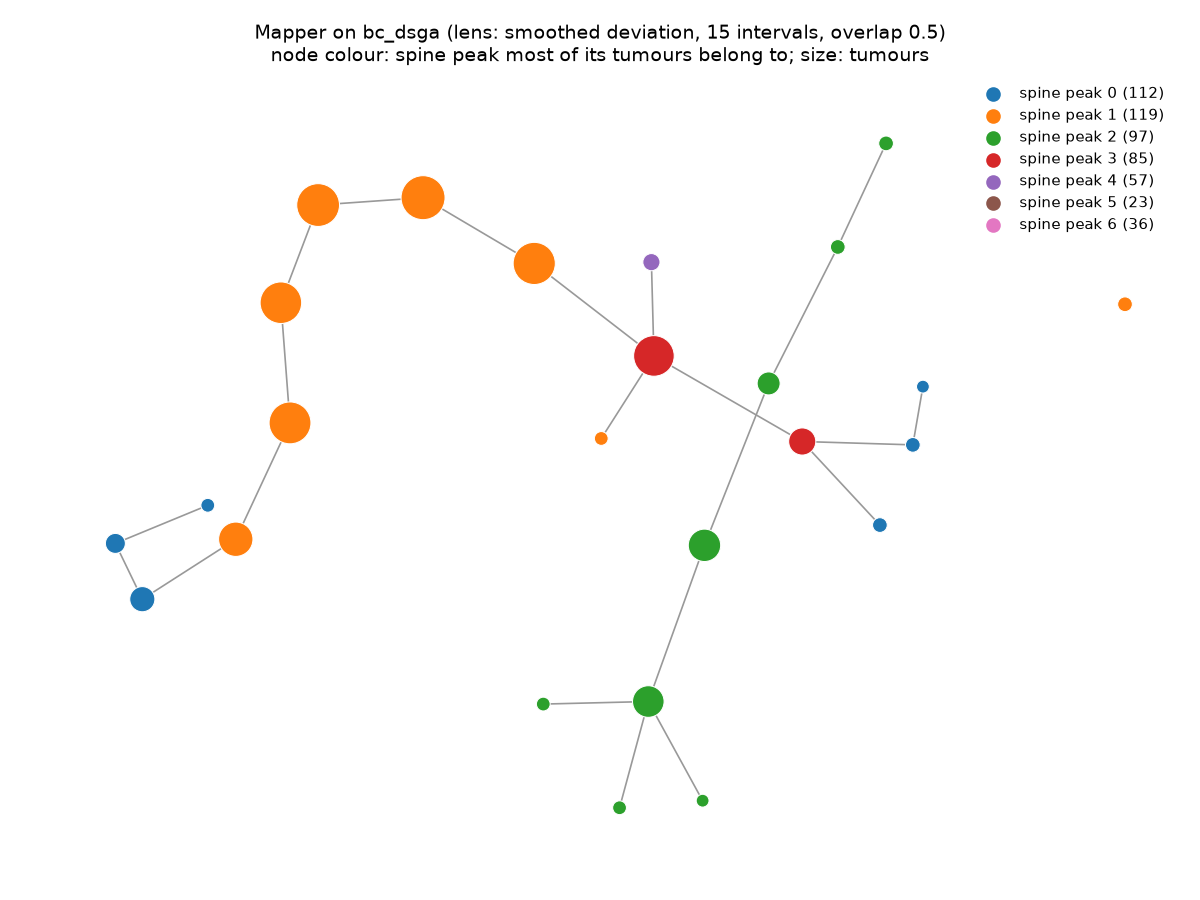 Mapper on bc_dsga (lens: smoothed deviation, 15 intervals, overlap 0.5)
node colour: spine peak most of its tumours belong to; size: tumours
spine peak 0 (112)
spine peak 1 (119)
spine peak 2 (97)
spine peak 3 (85)
spine peak 4 (57)
spine peak 5 (23)
spine peak 6 (36)